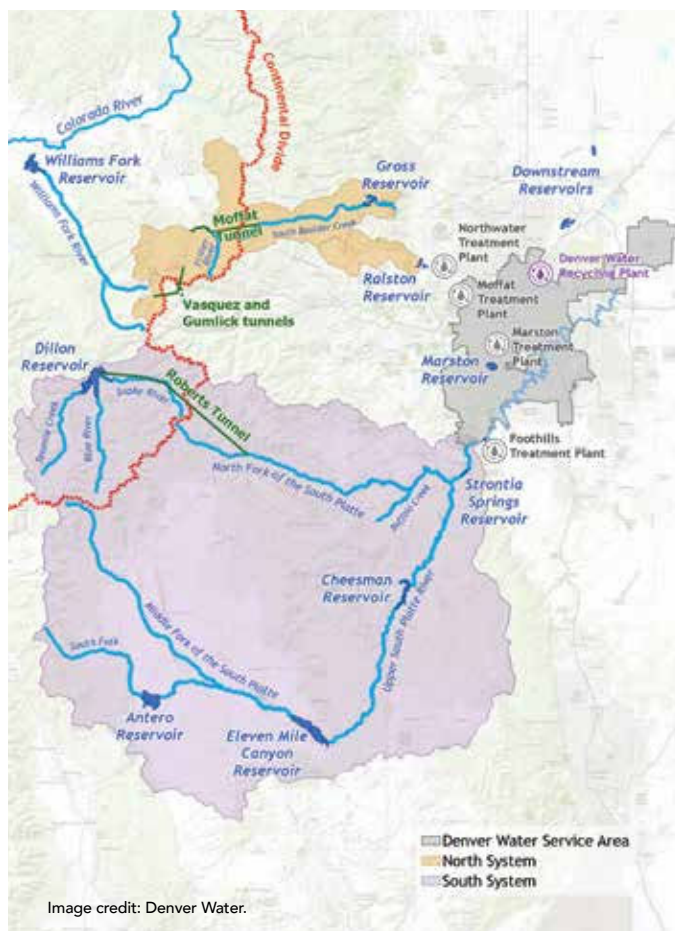 Colorado River
Continental Divide
Williams Fork
Reservoir
Williams Fork River
Gross
Reservoir
Downstream
Reservoirs
Moffat
Tunnel
South Boulder Creek
Northwater
Treatment
Plant
Denver Water
Recycling Plant
Ralston
Reservoir
Moffat
Treatment
Plant
Vasquez and
Gumlick tunnels
Marston
Treatment
Plant
Dillon
Reservoir
Marston
Reservoir
Roberts Tunnel
Snake River
Tenmile Creek
Blue River
Foothills
Treatment Plant
North Fork of the South Platte
Strontia
Springs
Reservoir
Cheesman
Reservoir
Upper South Platte River
Middle Fork of the South Platte
South Fork
Antero
Reservoir
Eleven Mile
Canyon
Reservoir
Denver Water Service Area
North System
South System
Image credit: Denver Water.